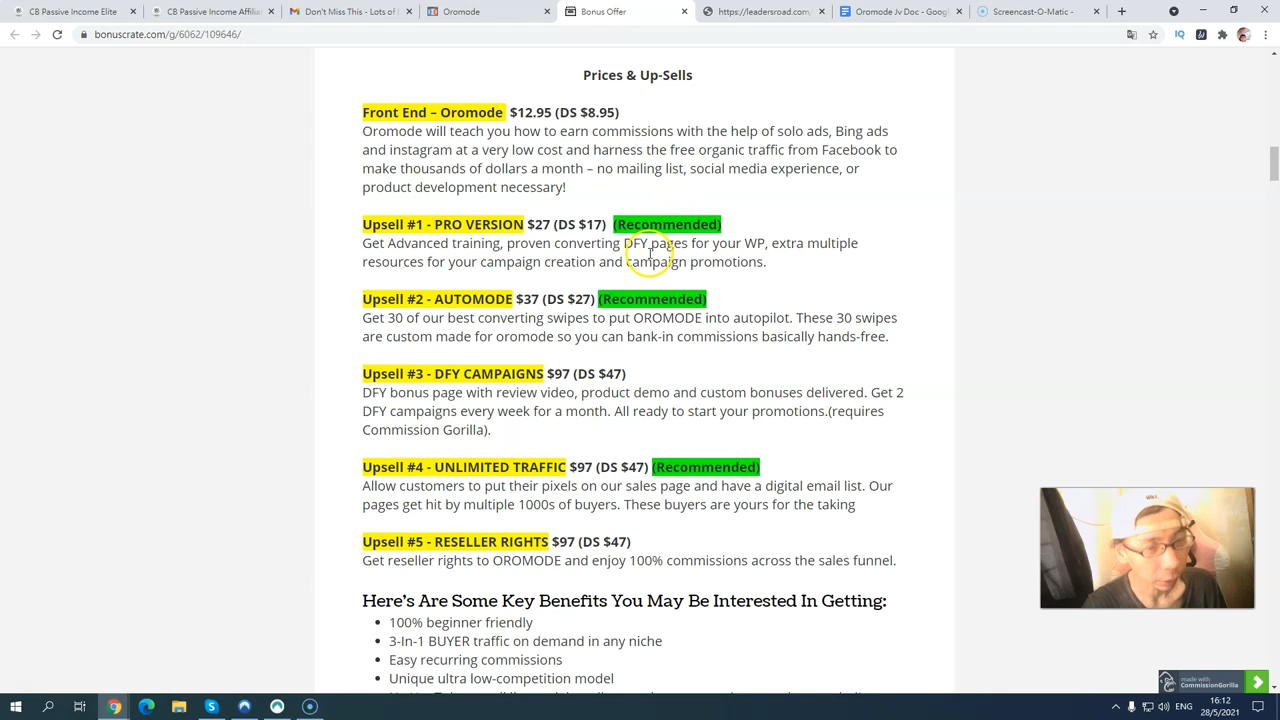 CB Passive Income Elite
CB Passive Income Affilia
Don't Miss This - Lots of
Oromode
Bonus Offer
https://leadersroad.com/
Oromode Jv Doc - Goog
Screencast-O-Matic -
bonuscrate.com/g/6062/109646/
Prices & Up-Sells
Front End – Oromode $12.95 (DS $8.95)
Oromode will teach you how to earn commissions with the help of solo ads, Bing ads
and instagram at a very low cost and harness the free organic traffic from Facebook to
make thousands of dollars a month – no mailing list, social media experience, or
product development necessary!
Upsell #1 - PRO VERSION $27 (DS $17) (Recommended)
Get Advanced training, proven converting DFY pages for your WP, extra multiple
resources for your campaign creation and campaign promotions.
Upsell #2 - AUTOMODE $37 (DS $27) (Recommended)
Get 30 of our best converting swipes to put OROMODE into autopilot. These 30 swipes
are custom made for oromode so you can bank-in commissions basically hands-free.
Upsell #3 - DFY CAMPAIGNS $97 (DS $47)
DFY bonus page with review video, product demo and custom bonuses delivered. Get 2
DFY campaigns every week for a month. All ready to start your promotions.(requires
Commission Gorilla).
Upsell #4 - UNLIMITED TRAFFIC $97 (DS $47) (Recommended)
Allow customers to put their pixels on our sales page and have a digital email list. Our
pages get hit by multiple 1000s of buyers. These buyers are yours for the taking
Upsell #5 - RESELLER RIGHTS $97 (DS $47)
Get reseller rights to OROMODE and enjoy 100% commissions across the sales funnel.
Here's Are Some Key Benefits You May Be Interested In Getting:
100% beginner friendly
3-In-1 BUYER traffic on demand in any niche
Easy recurring commissions
Unique ultra low-competition model
made with
COMMISSIONGORILLA
ENG
16:12
28/5/2021